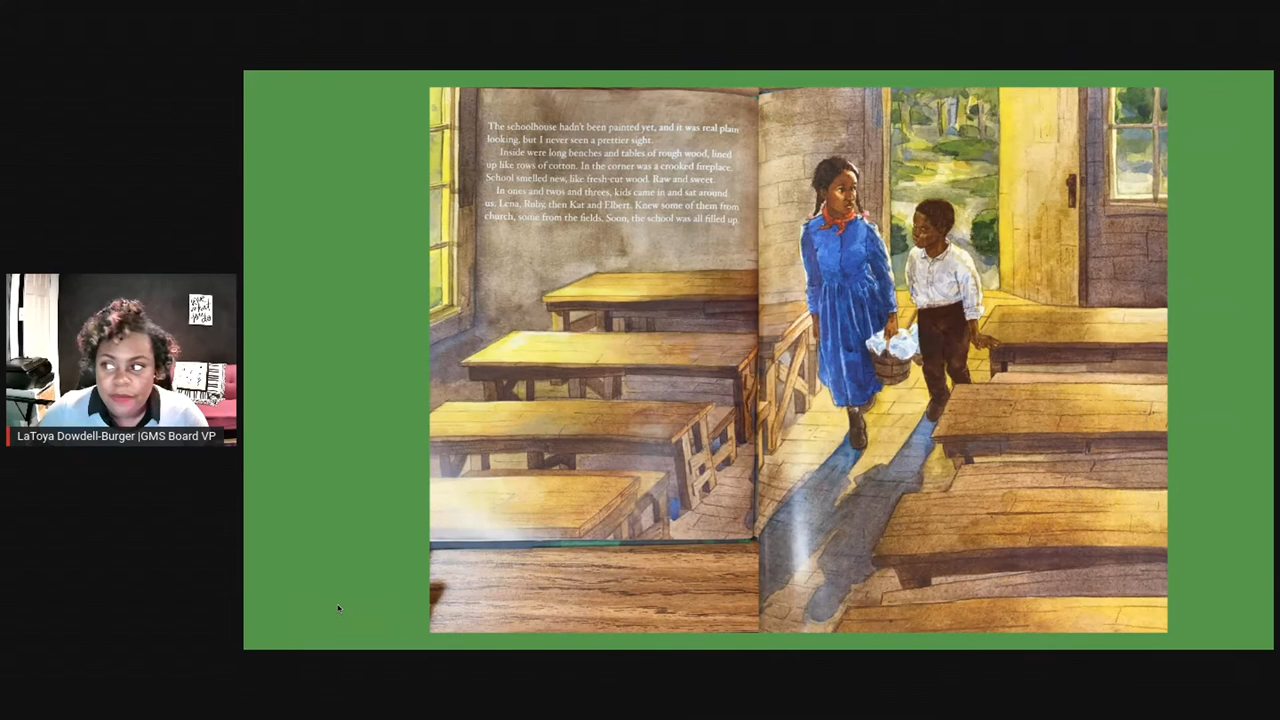 The schoolhouse hadn't been painted yet, and it was real plain
looking, but I never seen a prettier sight.
Inside were long benches and tables of rough wood, lined
up like rows of cotton. In the corner was a crooked fireplace.
School smelled new, like fresh-cut wood. Raw and sweet.
In ones and twos and threes, kids came in and sat around
us. Lena, Ruby, then Kat and Elbert. Knew some of them from
church, some from the fields. Soon, the school was all filled up.
LaToya Dowdell-Burger |GMS Board VP